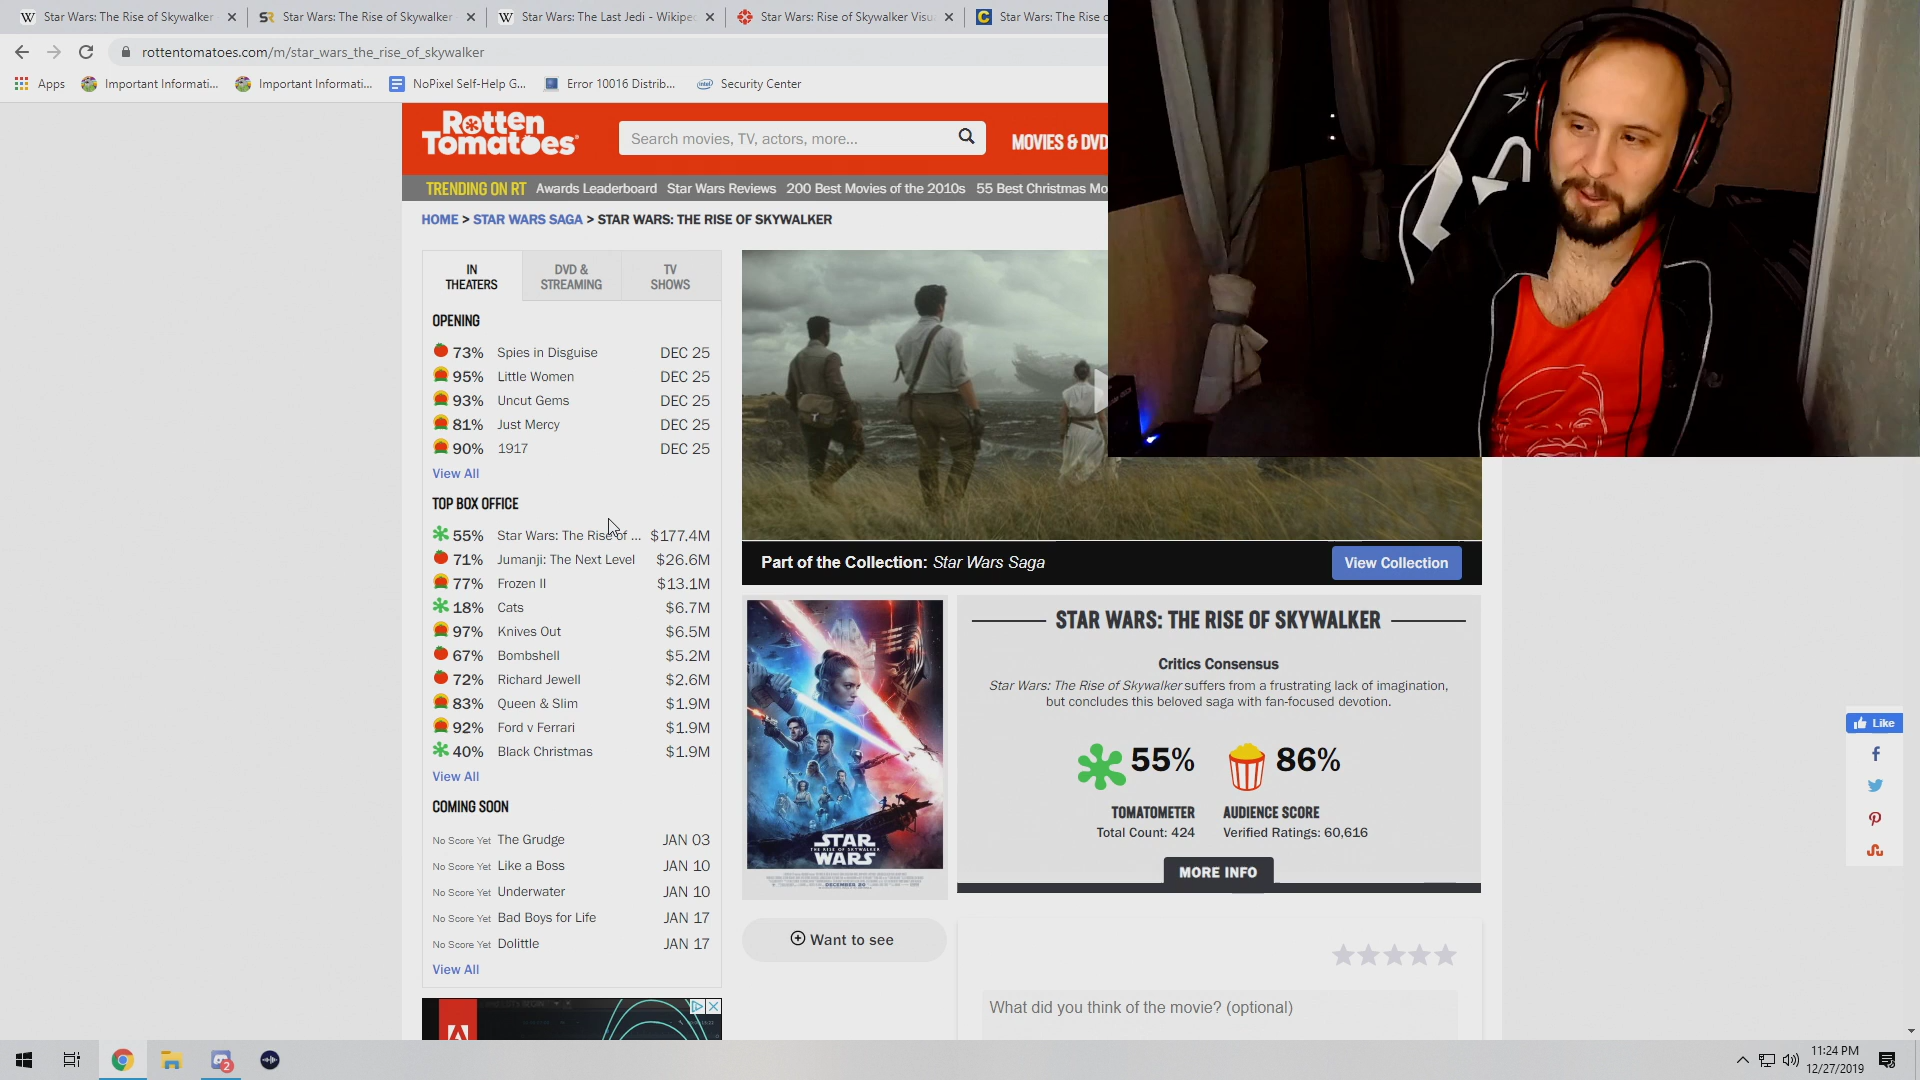 Star Wars: The Rise of Skywalker
SR Star Wars: The Rise of Skywalker
W Star Wars: The Last Jedi - Wikipe
Star Wars: Rise of Skywalker Visu
C Star Wars: The Rise o
rottentomatoes.com/m/star_wars_the_rise_of_skywalker
Apps
Important Informati...
Important Informati...
NoPixel Self-Help G...
Error 10016 Distrib...
Security Center
Rotten
Tomatoes
Search movies, TV, actors, more...
MOVIES & DVD
TRENDING ON RT Awards Leaderboard Star Wars Reviews 200 Best Movies of the 2010s 55 Best Christmas Mo
HOME > STAR WARS SAGA > STAR WARS: THE RISE OF SKYWALKER
IN THEATERS
DVD & STREAMING
TV SHOWS
OPENING
73% Spies in Disguise DEC 25
95% Little Women DEC 25
93% Uncut Gems DEC 25
81% Just Mercy DEC 25
90% 1917 DEC 25
View All
TOP BOX OFFICE
55% Star Wars: The Rise of ... $177.4M
71% Jumanji: The Next Level $26.6M
77% Frozen II $13.1M
18% Cats $6.7M
97% Knives Out $6.5M
67% Bombshell $5.2M
72% Richard Jewell $2.6M
83% Queen & Slim $1.9M
92% Ford v Ferrari $1.9M
40% Black Christmas $1.9M
View All
COMING SOON
No Score Yet The Grudge JAN 03
No Score Yet Like a Boss JAN 10
No Score Yet Underwater JAN 10
No Score Yet Bad Boys for Life JAN 17
No Score Yet Dolittle JAN 17
View All
Part of the Collection: Star Wars Saga
View Collection
STAR
THE RISE OF SKYWALKER
WARS
DECEMBER 20
Want to see
STAR WARS: THE RISE OF SKYWALKER
Critics Consensus
Star Wars: The Rise of Skywalker suffers from a frustrating lack of imagination,
but concludes this beloved saga with fan-focused devotion.
55%
86%
TOMATOMETER
AUDIENCE SCORE
Total Count: 424
Verified Ratings: 60,616
MORE INFO
What did you think of the movie? (optional)
Like
2
11:24 PM
12/27/2019